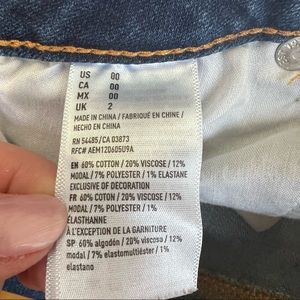 US 00
CA 00
MX 00
UK 2
MADE IN CHINA / FABRIQUÉ EN CHINE /
HECHO EN CHINA
RN 54485/CA 03873
RFC# AEM120605U9A
EN 60% COTTON / 20% VISCOSE / 12%
MODAL / 7% POLYESTER / 1% ELASTANE
EXCLUSIVE OF DECORATION
FR 60% COTON / 20% VISCOSE / 12%
MODAL / 7% POLYESTER / 1%
ÉLASTHANNE
À L'EXCEPTION DE LA GARNITURE
SP 60% algodón / 20% viscosa / 12%
modal / 7% elastomultiéster / 1%
elastano